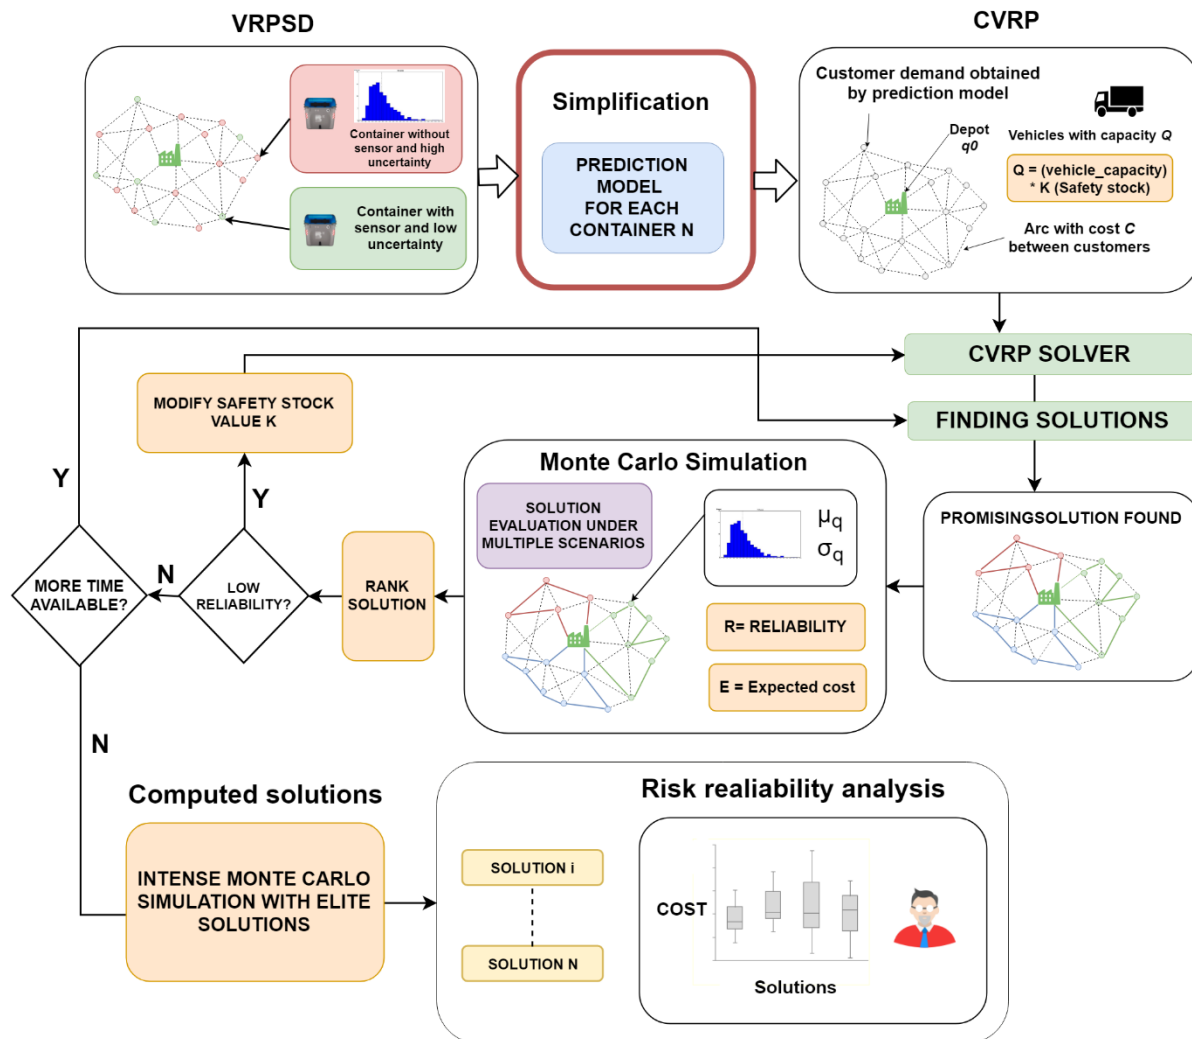 VRPSD
CVRP
Container without
sensor and high
uncertainty
Container with
sensor and low
uncertainty
Simplification
PREDICTION
MODEL
FOR EACH
CONTAINER N
Customer demand obtained
by prediction model
Depot
q0
Vehicles with capacity Q
Q = (vehicle_capacity)
* K (Safety stock)
Arc with cost C
between customers
CVRP SOLVER
FINDING SOLUTIONS
MODIFY SAFETY STOCK
VALUE K
Y
Y
N
MORE TIME
AVAILABLE?
LOW
RELIABILITY?
RANK
SOLUTION
Monte Carlo Simulation
SOLUTION
EVALUATION UNDER
MULTIPLE SCENARIOS
μq
σq
R= RELIABILITY
E = Expected cost
PROMISINGSOLUTION FOUND
N
Computed solutions
INTENSE MONTE CARLO
SIMULATION WITH ELITE
SOLUTIONS
Risk realiability analysis
SOLUTION i
SOLUTION N
COST
Solutions